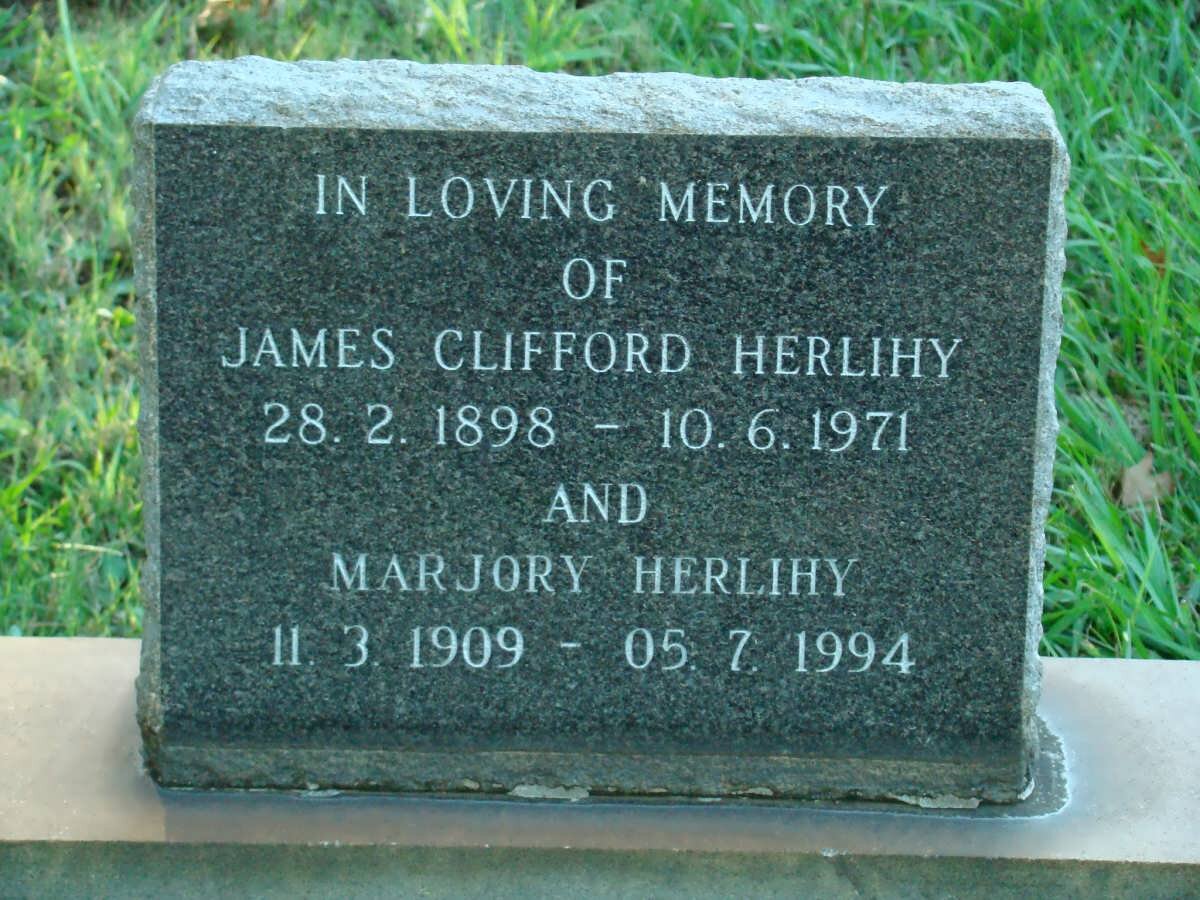 IN LOVING MEMORY
OF
JAMES CLIFFORD HERLIHY
28. 2. 1898 - 10. 6. 1971
AND
MARJORY HERLIHY
11. 3. 1909 - 05. 7. 1994